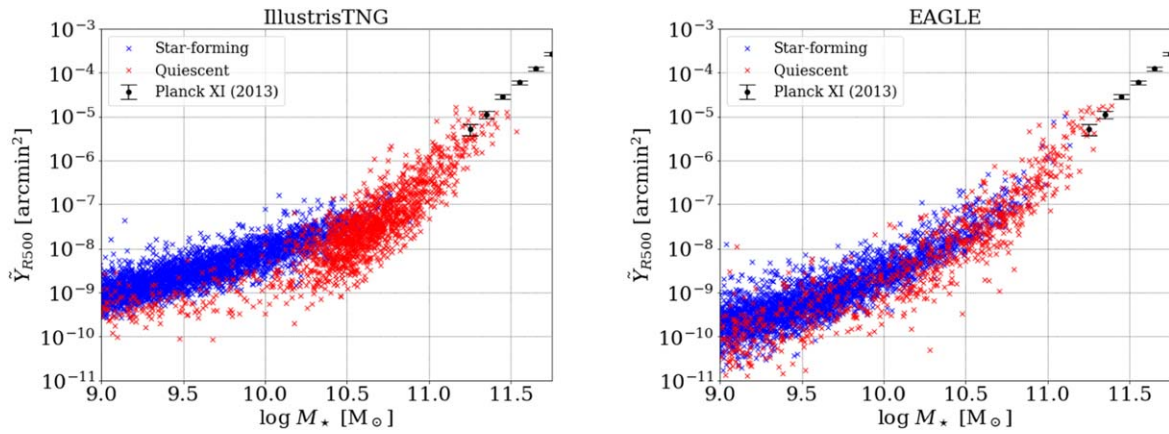 IllustrisTNG
10⁻³
10⁻⁴
10⁻⁵
10⁻⁶
10⁻⁷
10⁻⁸
10⁻⁹
10⁻¹⁰
10⁻¹¹
Ỹ_R500 [arcmin²]
Star-forming
Quiescent
Planck XI (2013)
9.0 9.5 10.0 10.5 11.0 11.5
log M⋆ [M⊙]
EAGLE
10⁻³
10⁻⁴
10⁻⁵
10⁻⁶
10⁻⁷
10⁻⁸
10⁻⁹
10⁻¹⁰
10⁻¹¹
Ỹ_R500 [arcmin²]
Star-forming
Quiescent
Planck XI (2013)
9.0 9.5 10.0 10.5 11.0 11.5
log M⋆ [M⊙]